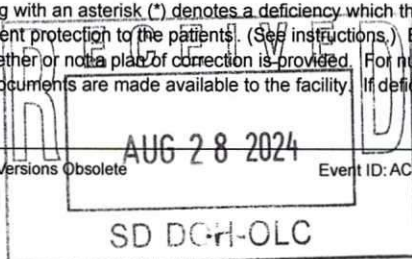 g with an asterisk (*) denotes a deficiency which th
ent protection to the patients. (See instructions.) E
ether or not a plan of correction is provided. For nu
ocuments are made available to the facility. If defic
RECEIVED
AUG 28 2024
ersions Obsolete Event ID: AC
SD DOH-OLC